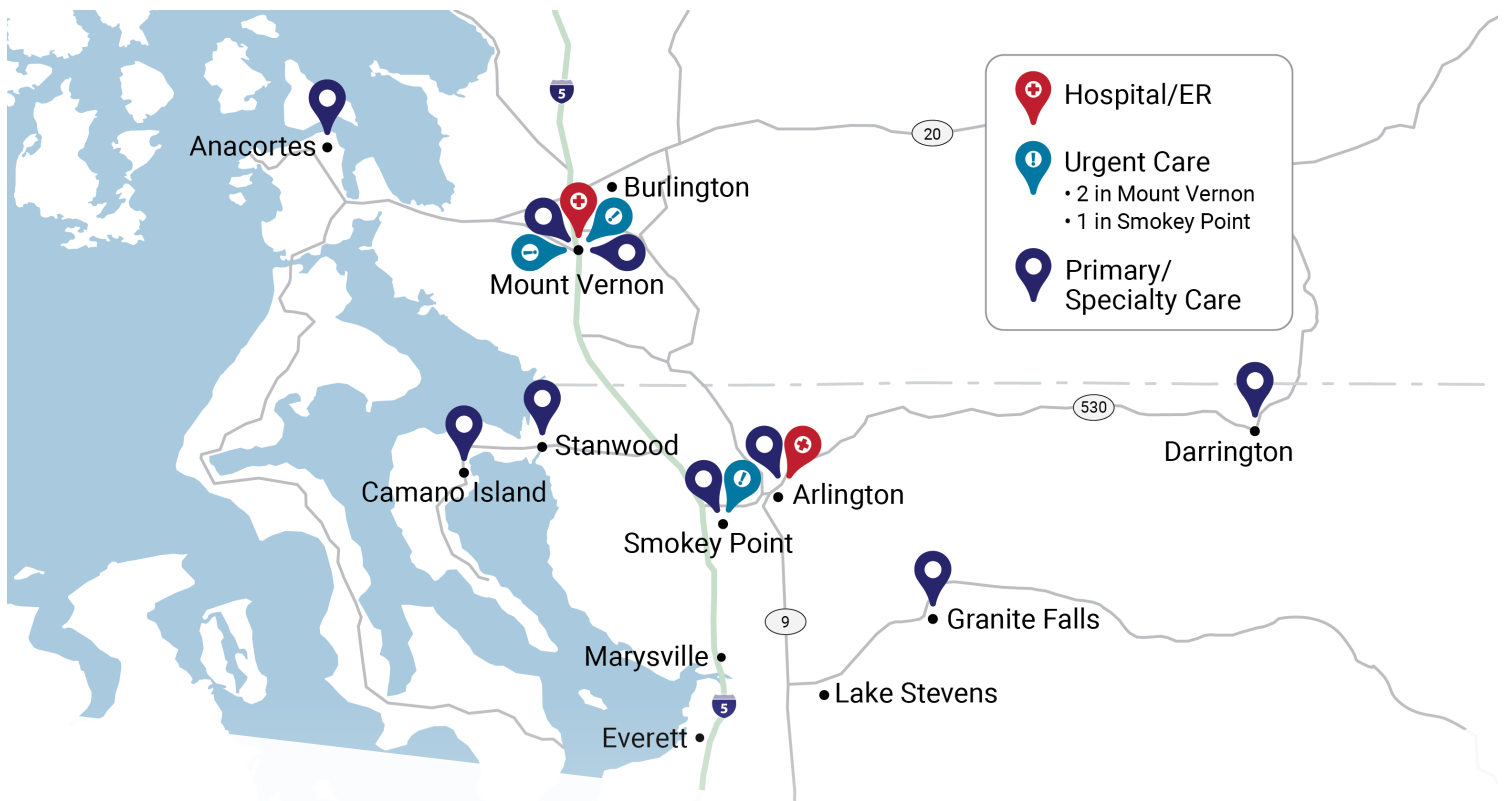 5
Hospital/ER
20
Anacortes
Urgent Care
• 2 in Mount Vernon
• 1 in Smokey Point
Burlington
Primary/
Specialty Care
Mount Vernon
530
Stanwood
Darrington
Camano Island
Arlington
Smokey Point
9
Granite Falls
Marysville
Lake Stevens
5
Everett